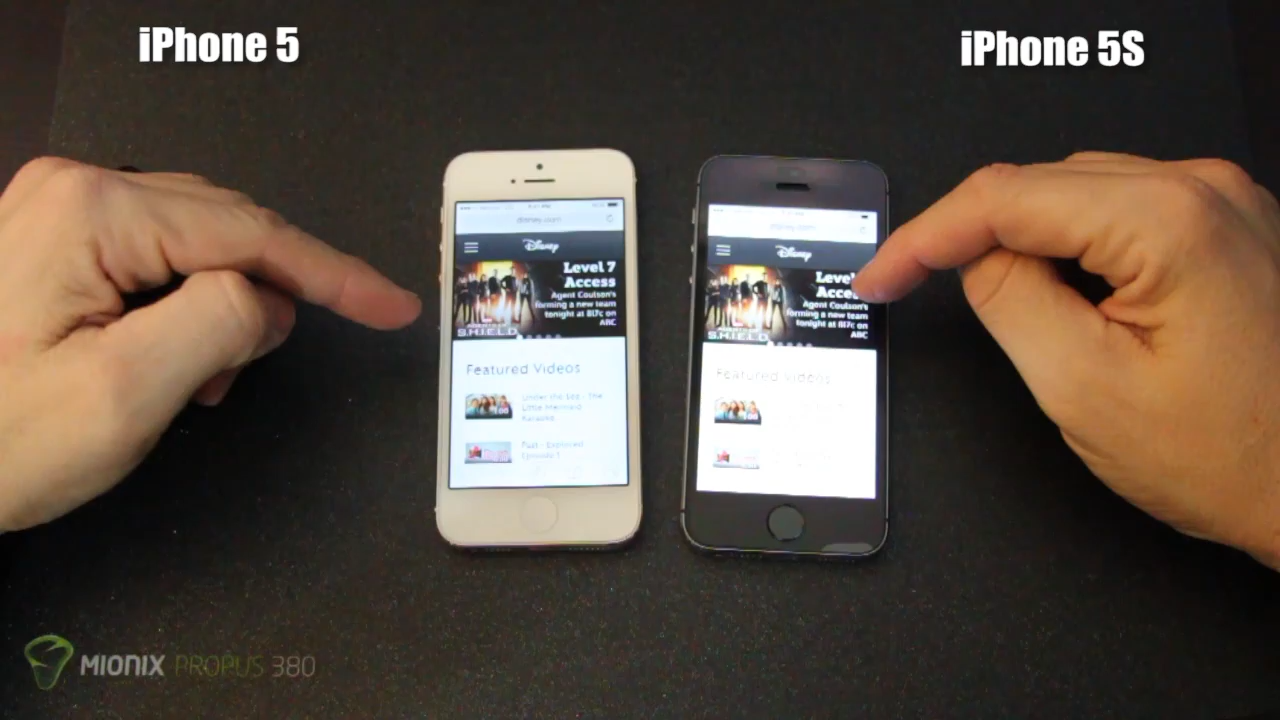 iPhone 5
iPhone 5S
disney.com
Disney
Level 7
Access
Agent Coulson's
forming a new team
tonight at 8|7c on
ABC
S.H.I.E.L.D.
Featured Videos
Under the Sea - The
Little Mermaid
Karaoke
Episode 1
disney.com
Disney
Level
Access
Agent Coulson's
forming a new team
tonight at 8|7c on
ABC
S.H.I.E.L.D.
Featured Videos
MIONIX PROPUS 380